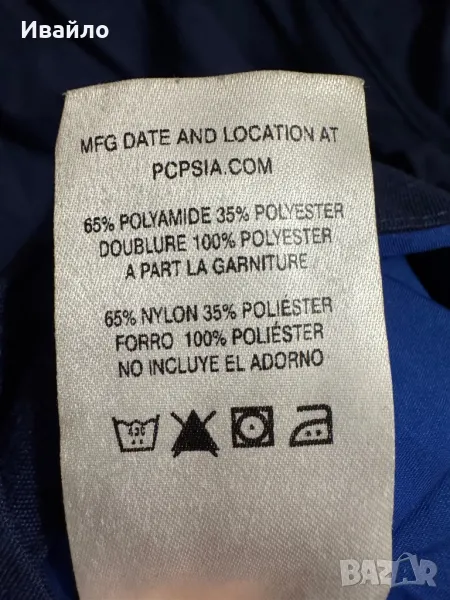 Ивайло
MFG DATE AND LOCATION AT
PCPSIA.COM
65% POLYAMIDE 35% POLYESTER
DOUBLURE 100% POLYESTER
A PART LA GARNITURE
65% NYLON 35% POLIÉSTER
FORRO 100% POLIÉSTER
NO INCLUYE EL ADORNO
BAZAR